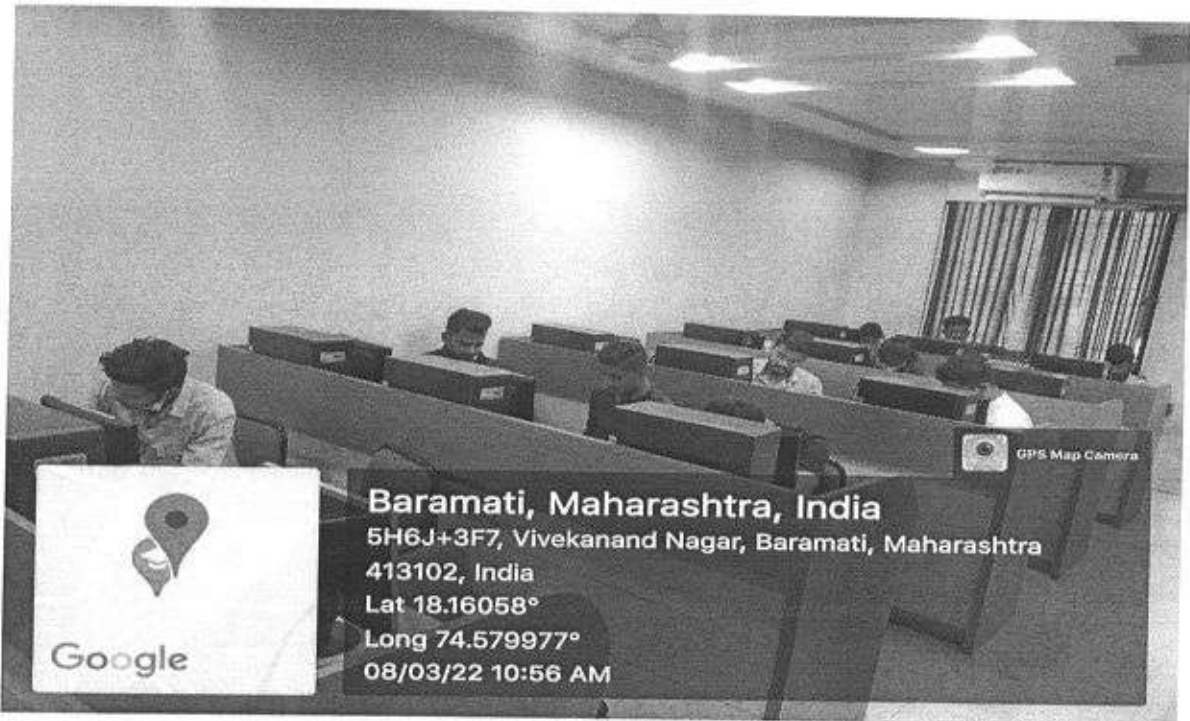 GPS Map Camera
Baramati, Maharashtra, India
5H6J+3F7, Vivekanand Nagar, Baramati, Maharashtra
413102, India
Lat 18.16058°
Long 74.579977°
08/03/22 10:56 AM
Google